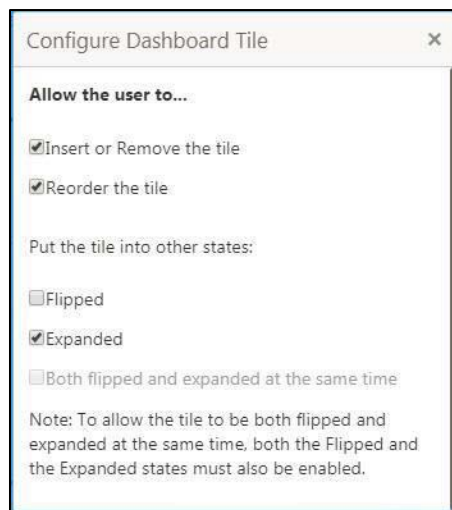 Configure Dashboard Tile
Allow the user to...
Insert or Remove the tile
Reorder the tile
Put the tile into other states:
Flipped
Expanded
Both flipped and expanded at the same time
Note: To allow the tile to be both flipped and
expanded at the same time, both the Flipped and
the Expanded states must also be enabled.